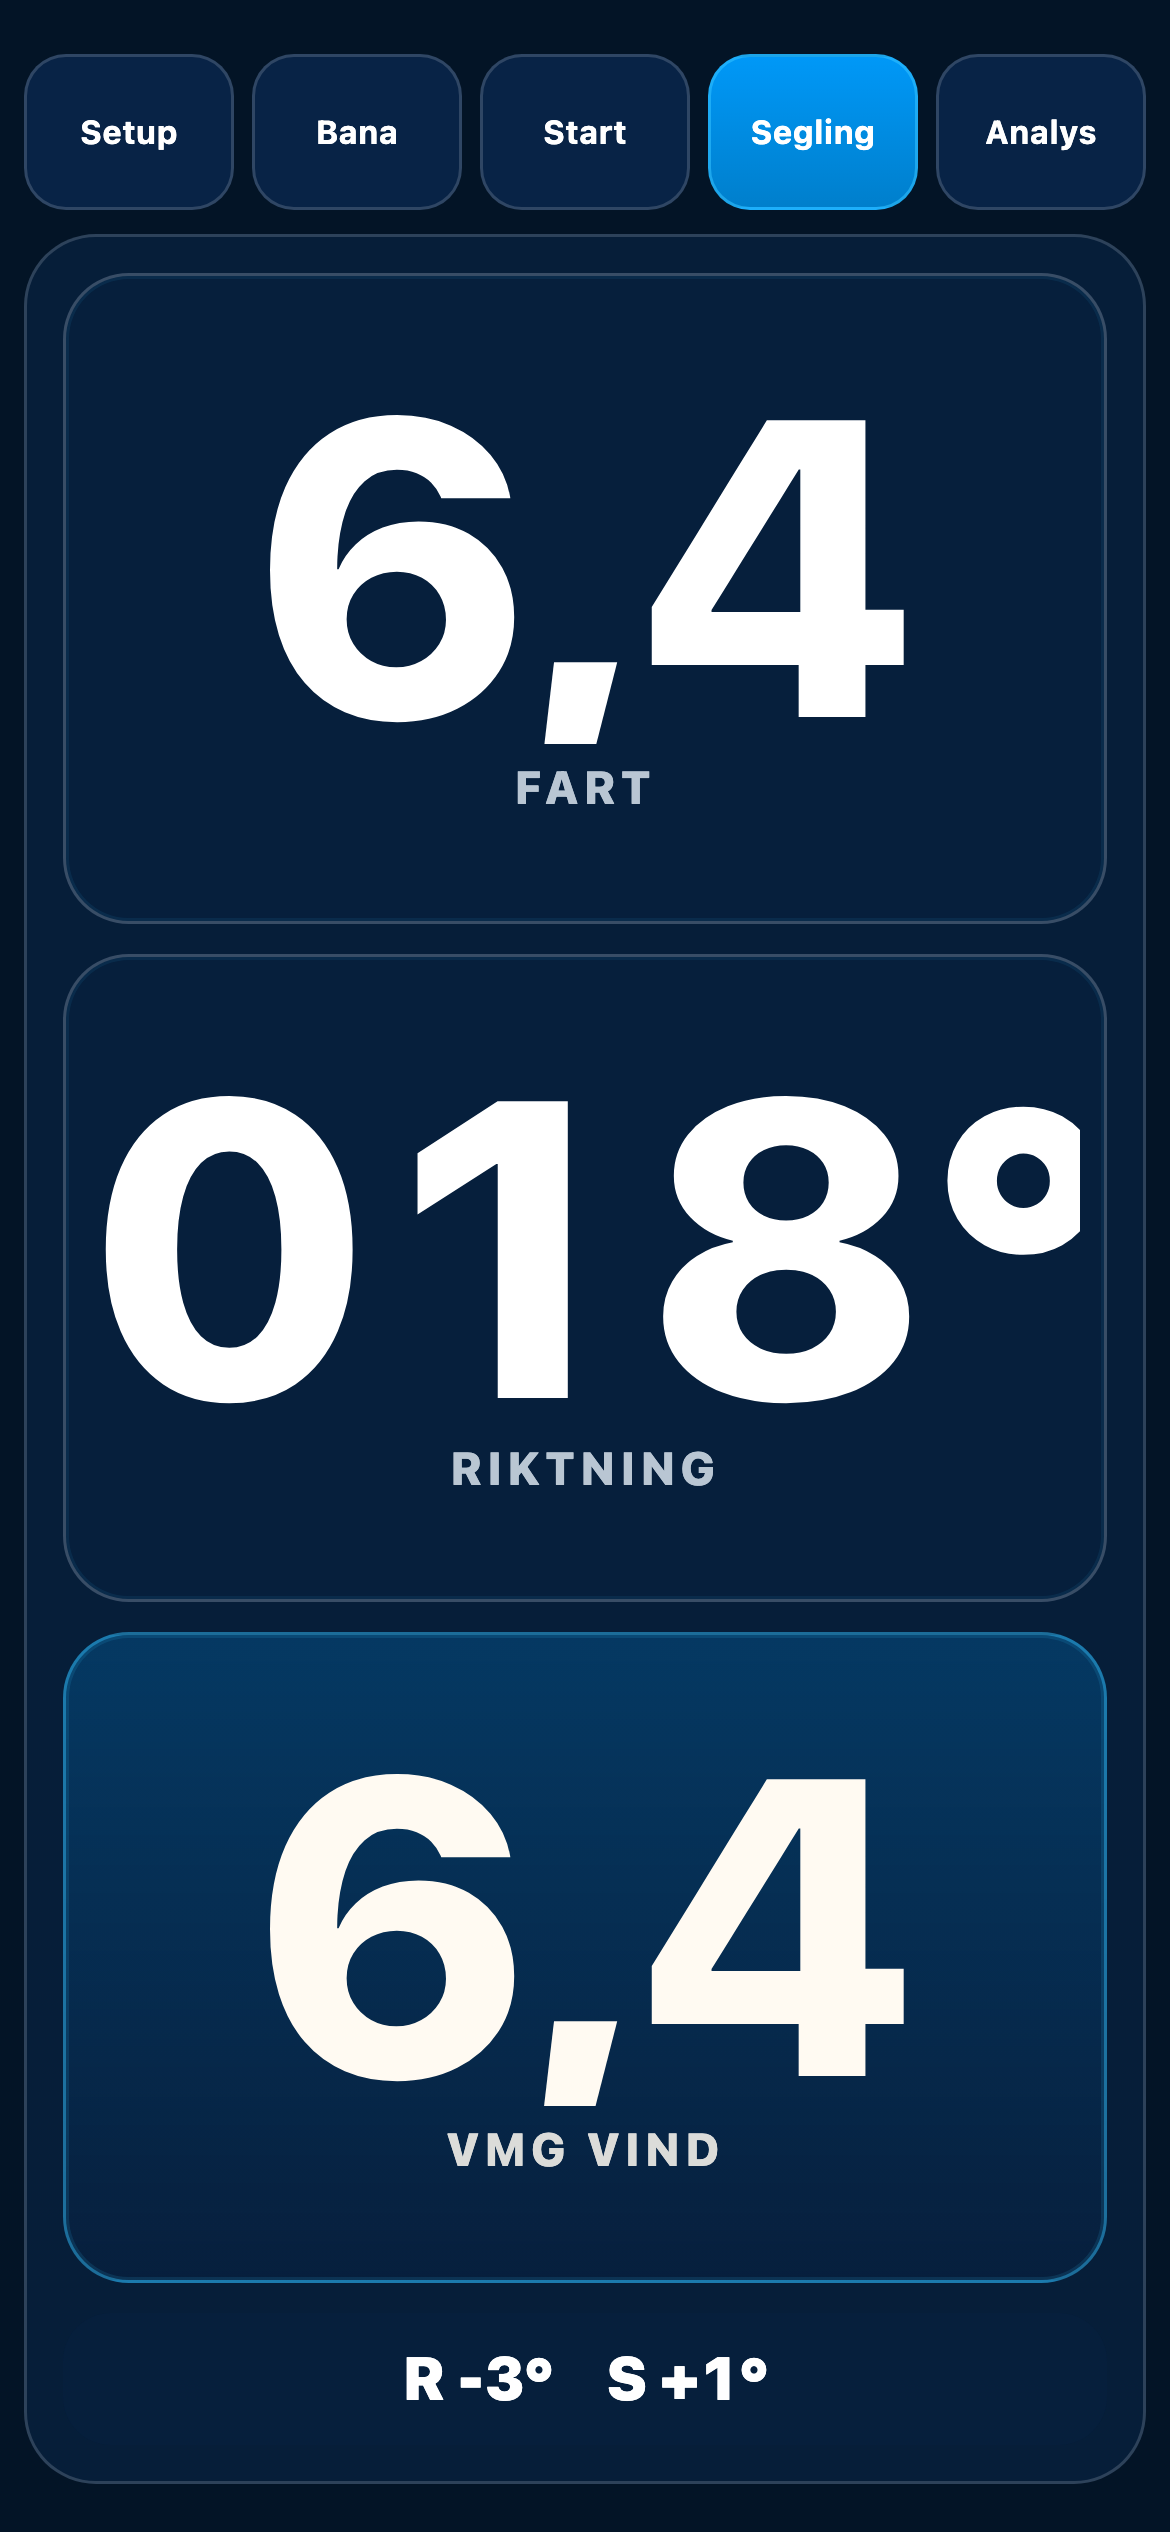 Setup Bana Start Segling Analys
6,4
FART
018°
RIKTNING
6,4
VMG VIND
R -3° S +1°